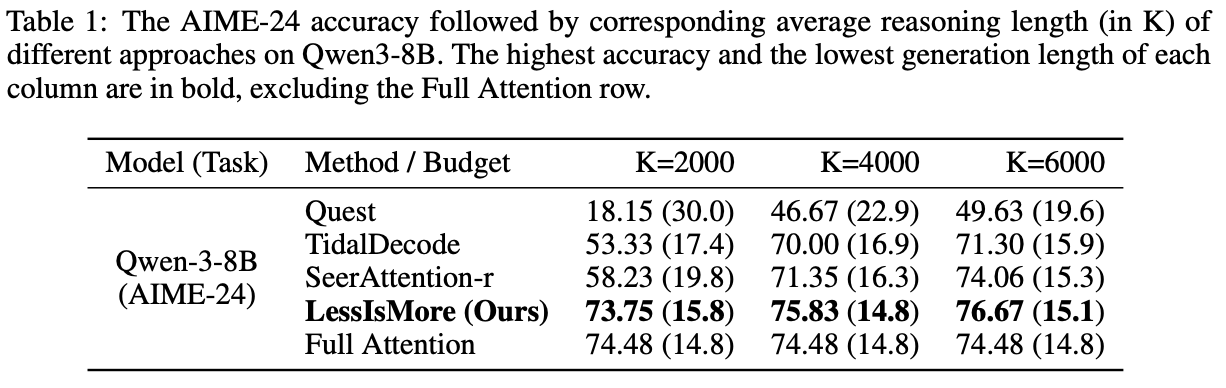 Table 1: The AIME-24 accuracy followed by corresponding average reasoning length (in K) of
different approaches on Qwen3-8B. The highest accuracy and the lowest generation length of each
column are in bold, excluding the Full Attention row.
Model (Task) Method / Budget K=2000 K=4000 K=6000
Qwen-3-8B
(AIME-24)
Quest 18.15 (30.0) 46.67 (22.9) 49.63 (19.6)
TidalDecode 53.33 (17.4) 70.00 (16.9) 71.30 (15.9)
SeerAttention-r 58.23 (19.8) 71.35 (16.3) 74.06 (15.3)
LessIsMore (Ours) 73.75 (15.8) 75.83 (14.8) 76.67 (15.1)
Full Attention 74.48 (14.8) 74.48 (14.8) 74.48 (14.8)